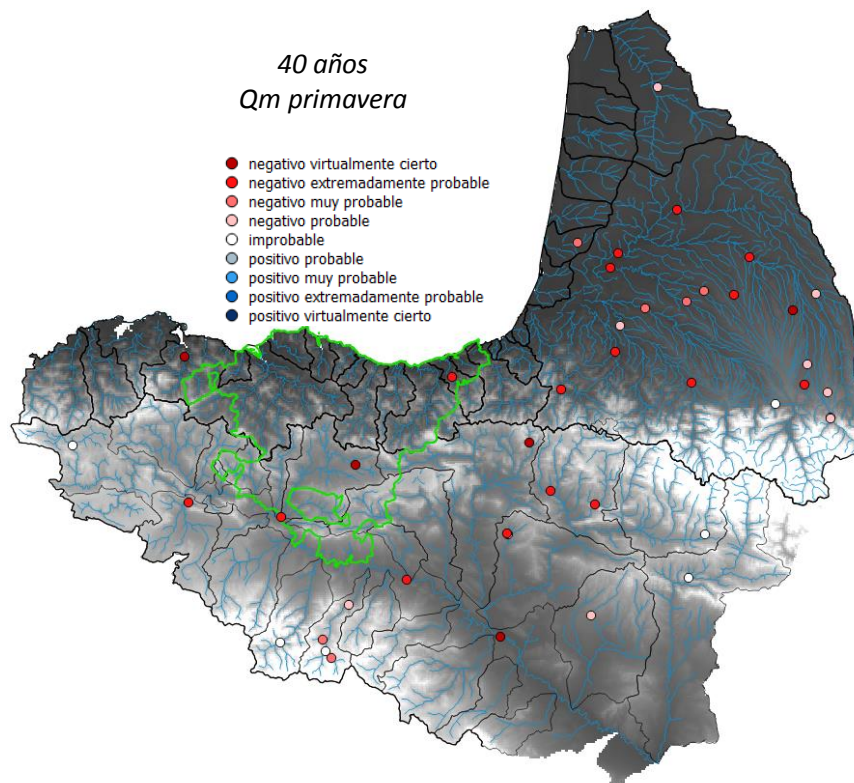 40 años
Qm primavera
negativo virtualmente cierto
negativo extremadamente probable
negativo muy probable
negativo probable
improbable
positivo probable
positivo muy probable
positivo extremadamente probable
positivo virtualmente cierto